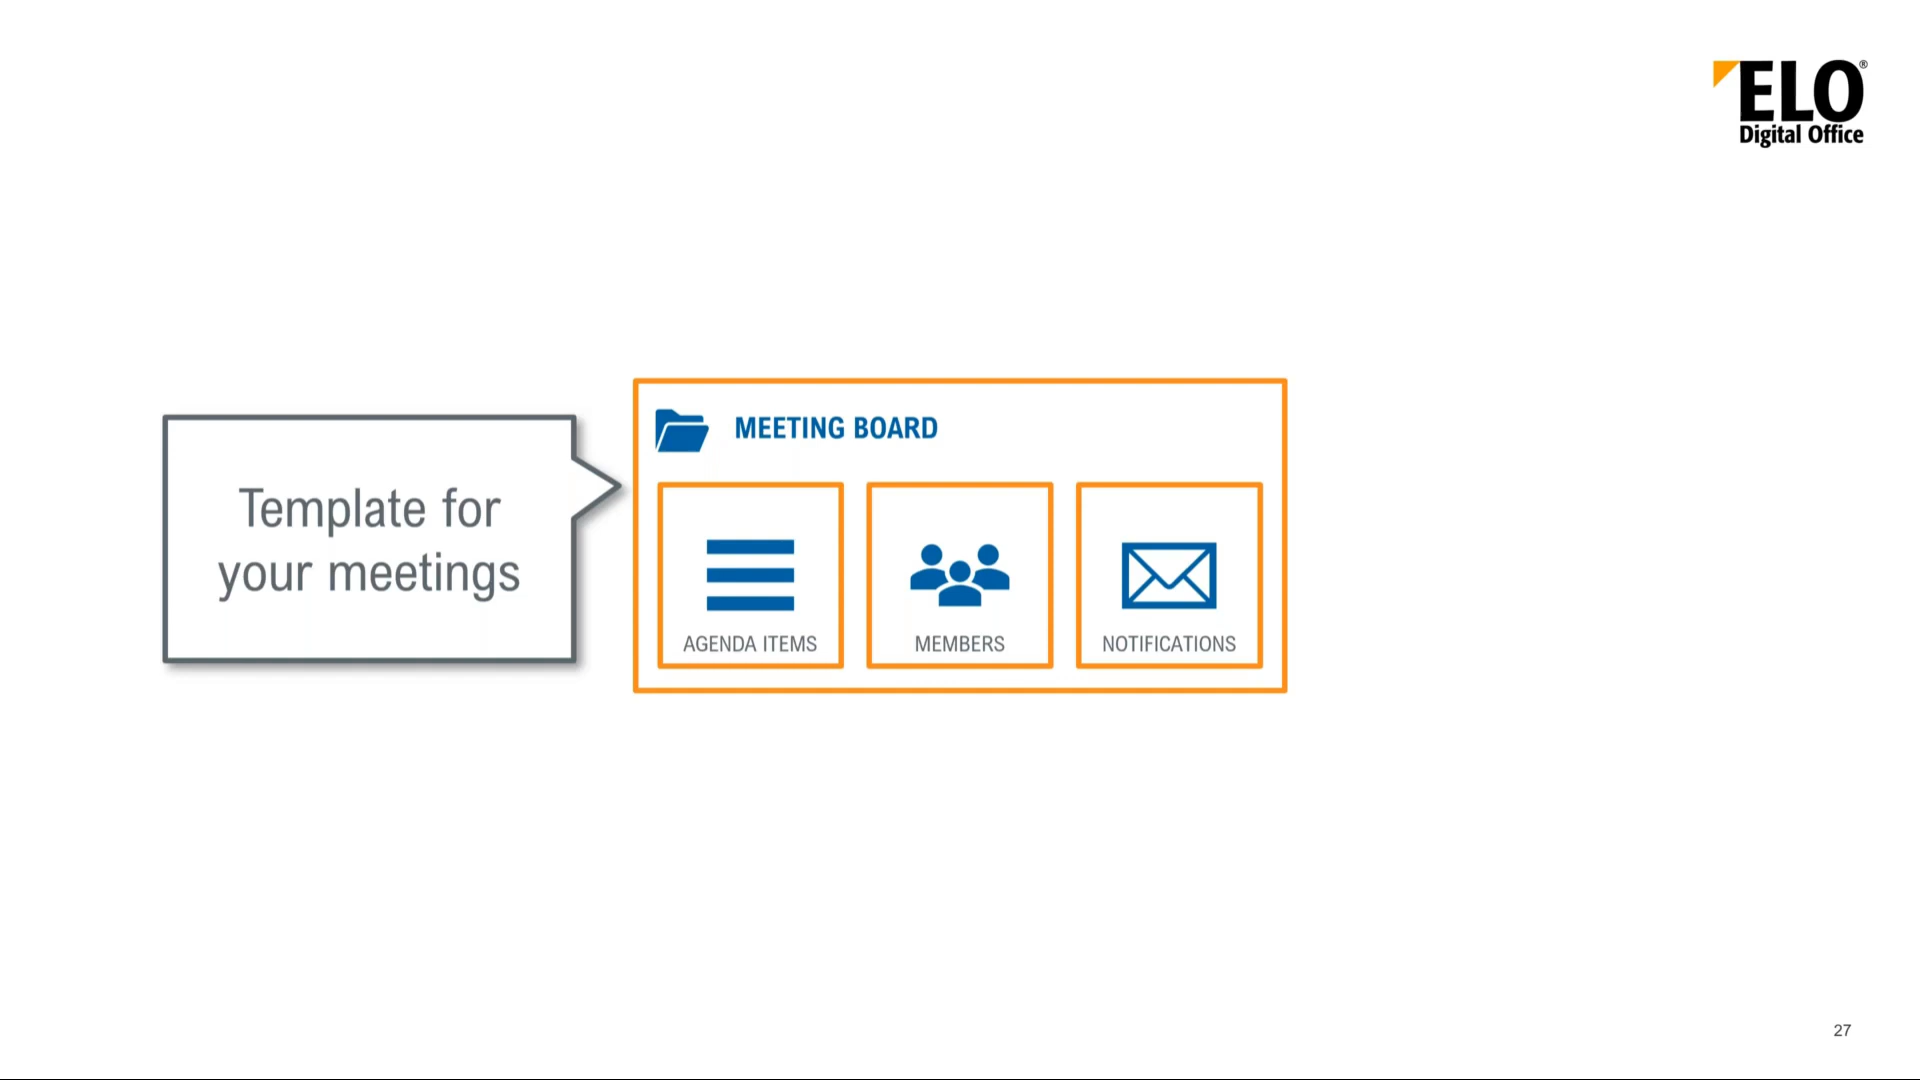 ELO®
Digital Office
Template for
your meetings
MEETING BOARD
AGENDA ITEMS
MEMBERS
NOTIFICATIONS
27